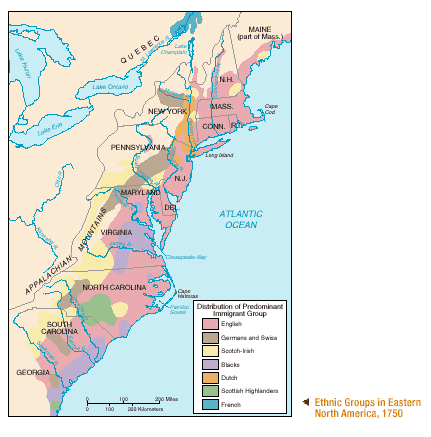 MAINE
(part of Mass.)
QUEBEC
Lake
Champlain
Lake Huron
N.H.
Lake Ontario
NEW YORK
MASS.
Cape
Cod
CONN.
R.I.
Lake Erie
Long Island
PENNSYLVANIA
N.J.
MARYLAND
DEL.
ATLANTIC
OCEAN
VIRGINIA
APPALACHIAN MOUNTAINS
Chesapeake Bay
NORTH CAROLINA
Cape
Hatteras
Pamlico
Sound
SOUTH
CAROLINA
GEORGIA
Distribution of Predominant
Immigrant Group
English
Germans and Swiss
Scotch-Irish
Blacks
Dutch
Scottish Highlanders
French
0 100 200 Miles
0 100 200 Kilometers
Ethnic Groups in Eastern
North America, 1750